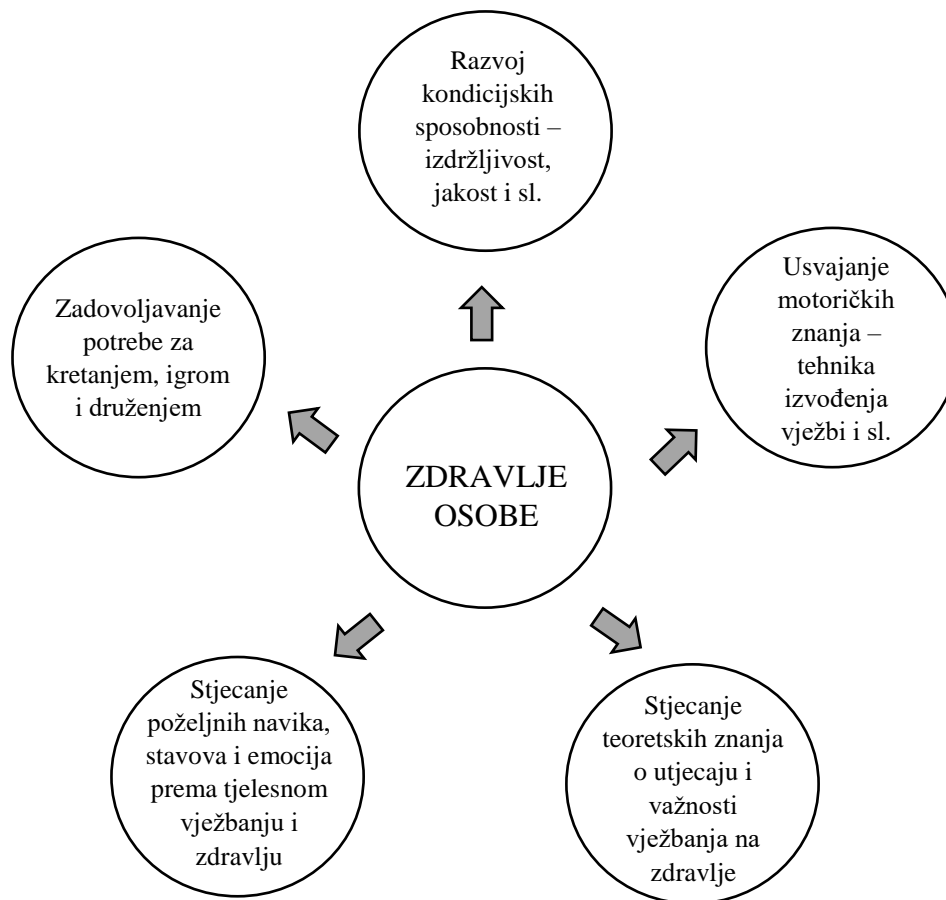 Razvoj
kondicijskih
sposobnosti –
izdržljivost,
jakost i sl.
Usvajanje
motoričkih
znanja –
tehnika
izvođenja
vježbi i sl.
Zadovoljavanje
potrebe za
kretanjem, igrom
i druženjem
ZDRAVLJE
OSOBE
Stjecanje
poželjnih navika,
stavova i emocija
prema tjelesnom
vježbanju i
zdravlju
Stjecanje
teoretskih znanja
o utjecaju i
važnosti
vježbanja na
zdravlje